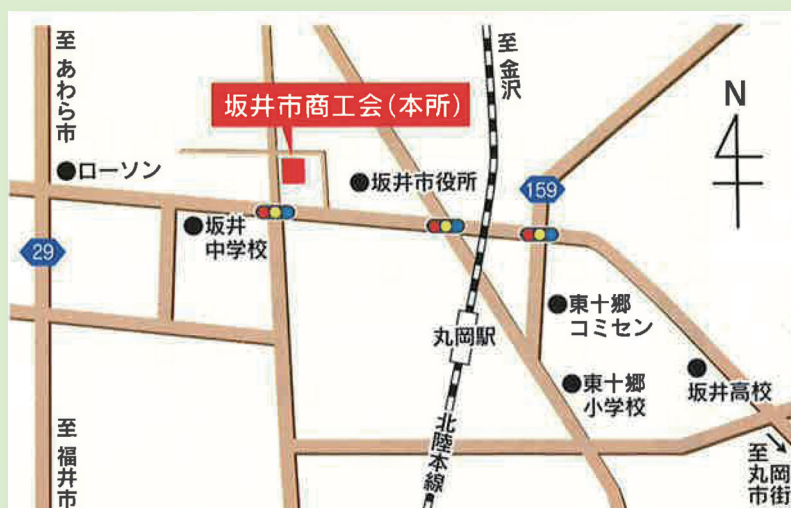 至 あわら市
至 金沢
坂井市商工会(本所)
N
ローソン
坂井市役所
159
坂井
中学校
29
東十郷
コミセン
丸岡駅
坂井高校
東十郷
小学校
北陸本線
至 福井市
至 丸岡
市街